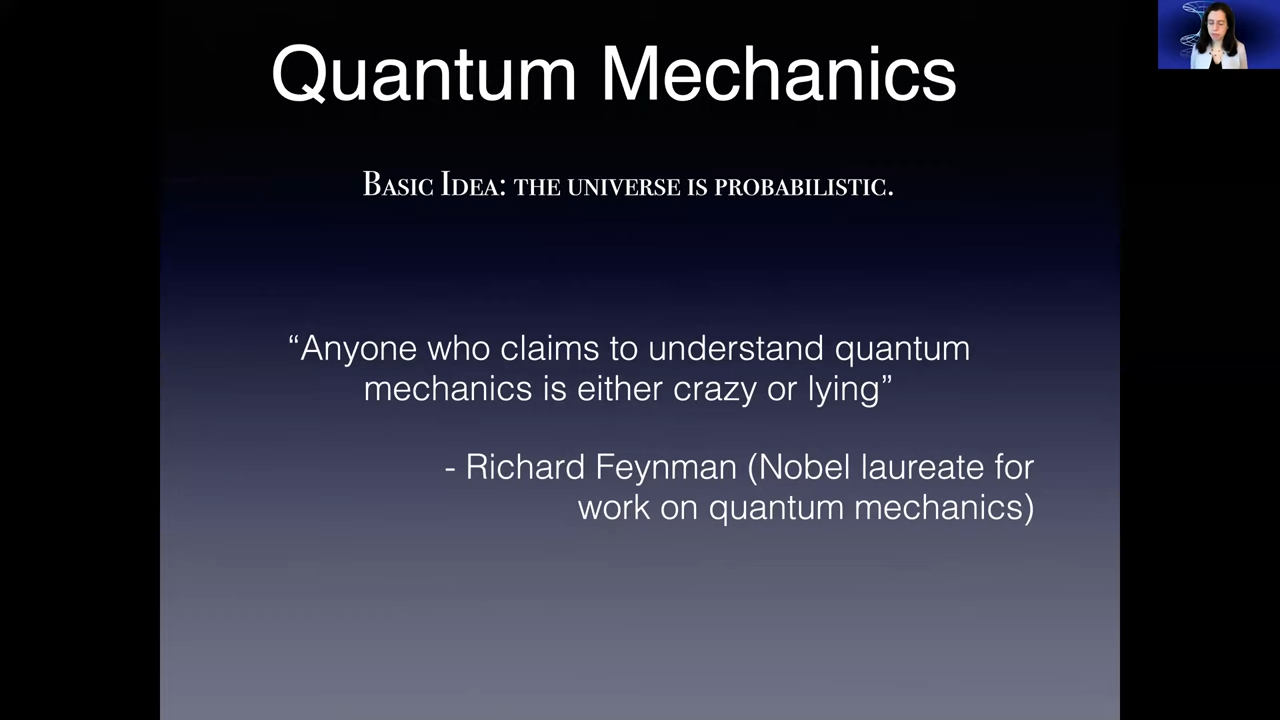 Quantum Mechanics
Basic Idea: the universe is probabilistic.
“Anyone who claims to understand quantum
mechanics is either crazy or lying”
- Richard Feynman (Nobel laureate for
work on quantum mechanics)